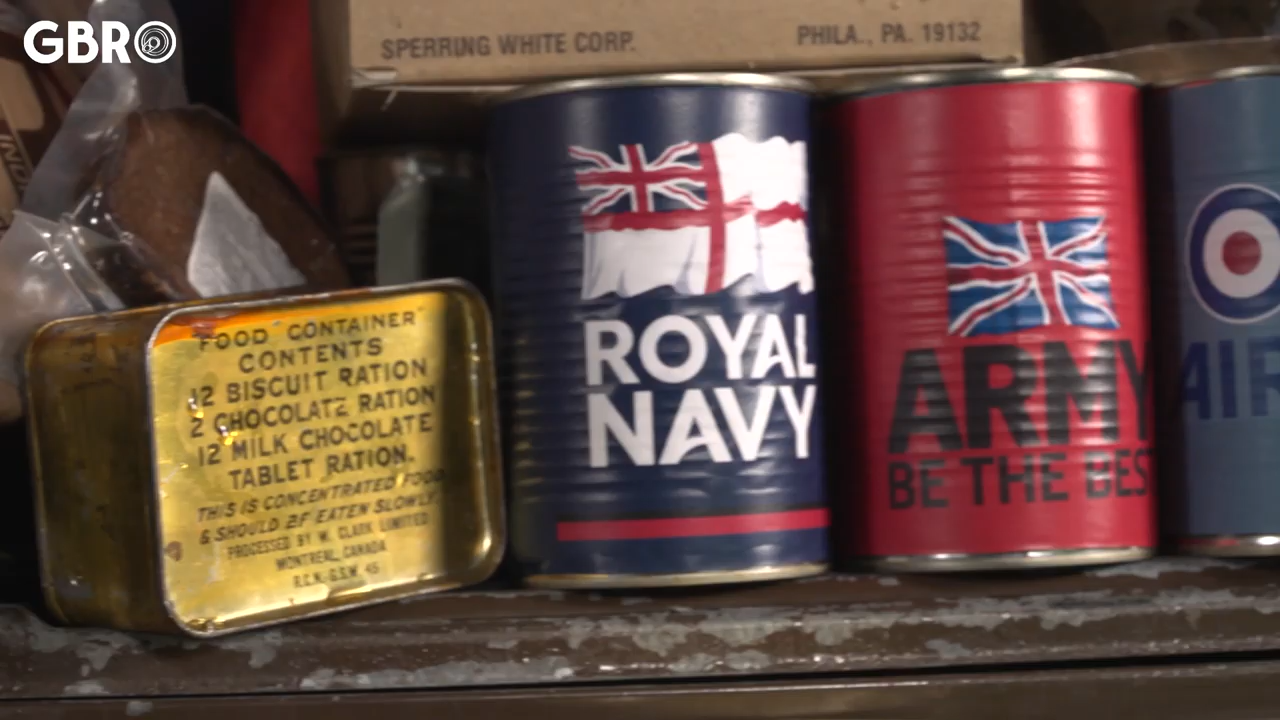 GBRO
SPERRING WHITE CORP.
PHILA., PA. 19132
FOOD CONTAINER
CONTENTS
12 BISCUIT RATION
2 CHOCOLATE RATION
12 MILK CHOCOLATE
TABLET RATION.
THIS IS CONCENTRATED FOOD
& SHOULD BE EATEN SLOWLY
PROCESSED BY W. CLARK LIMITED
MONTREAL, CANADA
R.C.N. G.S.W. 45
ROYAL
NAVY
ARMY
BE THE BES
AIR